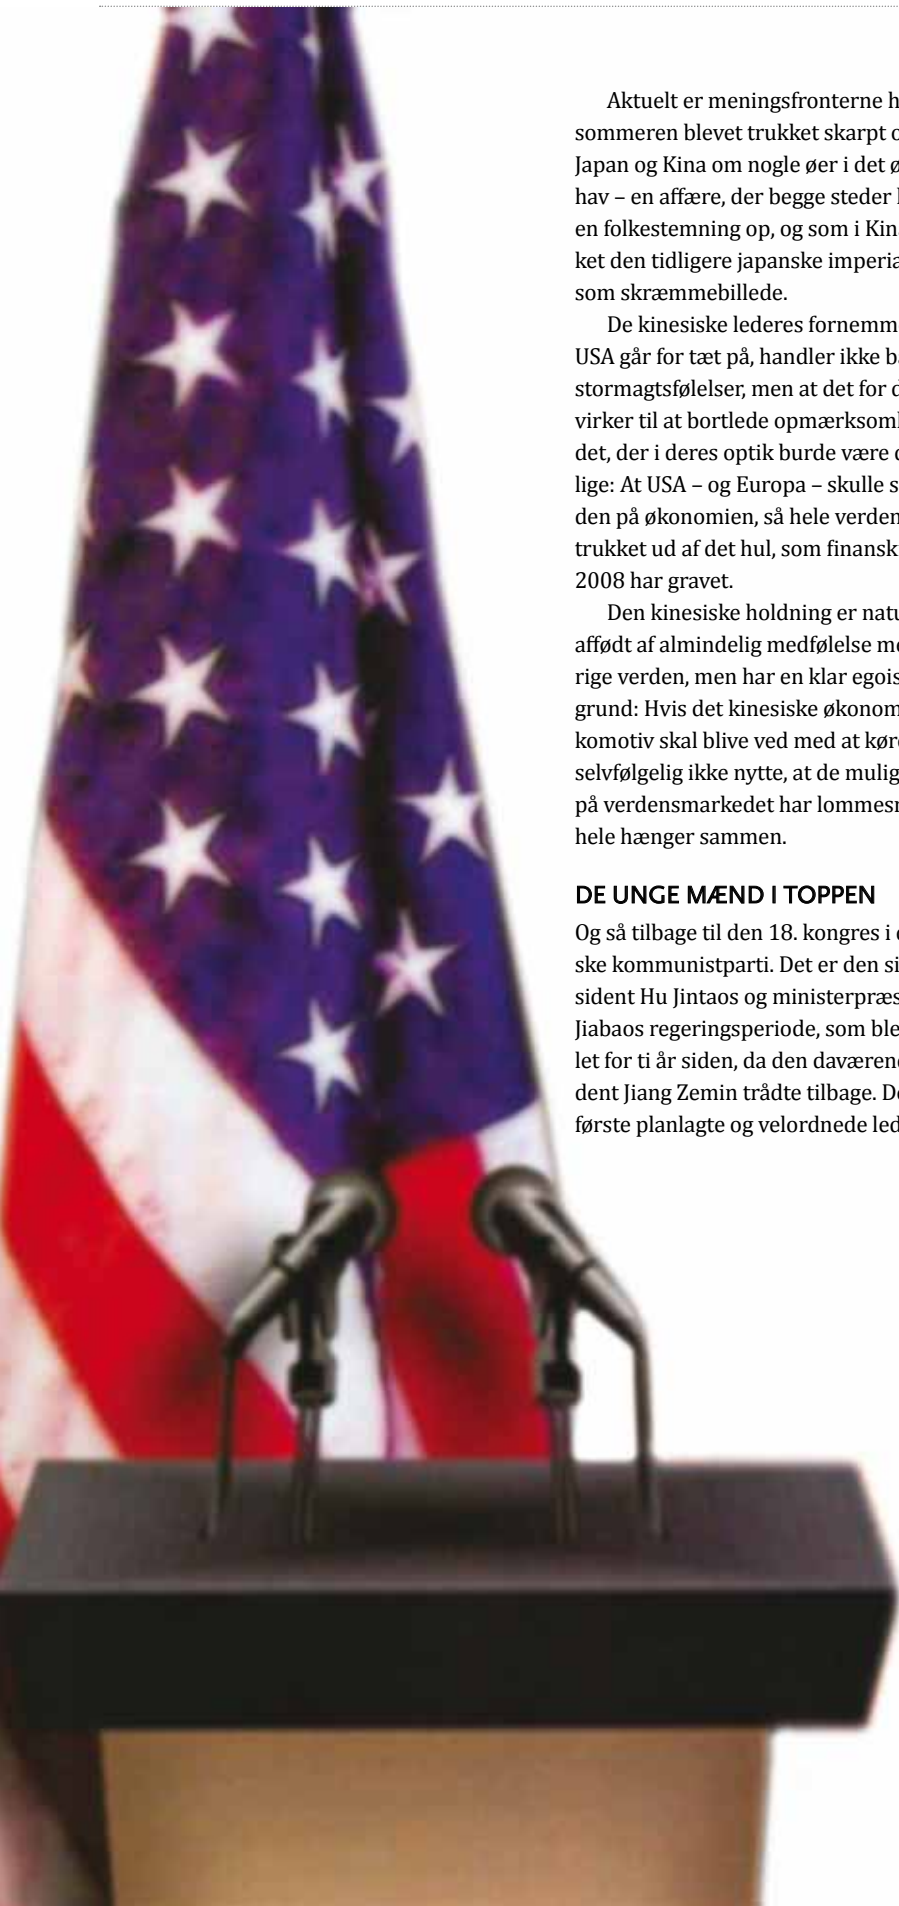 Aktuelt er meningsfronterne h
sommeren blevet trukket skarpt o
Japan og Kina om nogle øer i det ø
hav – en affære, der begge steder
en folkestemning op, og som i Kin
ket den tidligere japanske imperia
som skræmmebillede.
De kinesiske lederes fornemm
USA går for tæt på, handler ikke b
stormagtsfølelser, men at det for d
virker til at bortlede opmærksom
det, der i deres optik burde være
lige: At USA – og Europa – skulle s
den på økonomien, så hele verden
trukket ud af det hul, som finansk
2008 har gravet.
Den kinesiske holdning er natu
affødt af almindelig medfølelse me
rige verden, men har en klar egois
grund: Hvis det kinesiske økonom
komotiv skal blive ved med at køre
selvfølgelig ikke nytte, at de mulig
på verdensmarkedet har lommesm
hele hænger sammen.
DE UNGE MÆND I TOPPEN
Og så tilbage til den 18. kongres i
ske kommunistparti. Det er den si
sident Hu Jintaos og ministerpræs
Jiabaos regeringsperiode, som ble
let for ti år siden, da den daværend
dent Jiang Zemin trådte tilbage. De
første planlagte og velordnede led